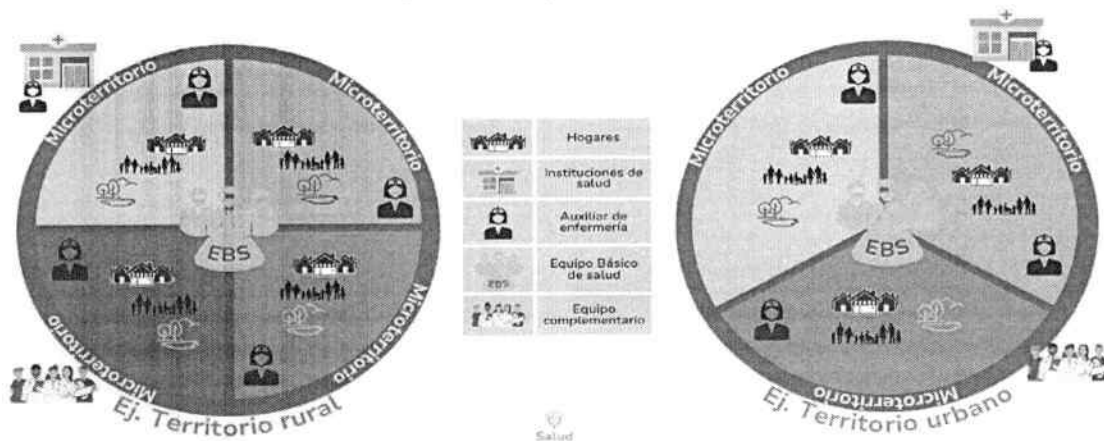 Microterritorio
Microterritorio
Microterritorio
Microterritorio
EBS
Ej. Territorio rural
Hogares
Instituciones de
salud
Auxiliar de
enfermería
EBS
Equipo Básico
de salud
Equipo
complementario
Salud
Microterritorio
Microterritorio
Microterritorio
EBS
Ej. Territorio urbano